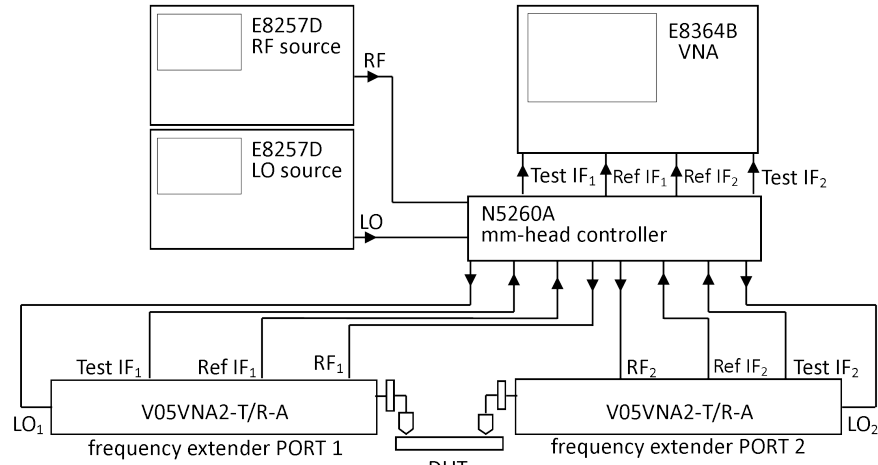 E8257D
RF source
RF
E8364B
VNA
E8257D
LO source
LO
Test IF₁
Ref IF₁
Ref IF₂
Test IF₂
N5260A
mm-head controller
Test IF₁
Ref IF₁
RF₁
RF₂
Ref IF₂
Test IF₂
LO₁
V05VNA2-T/R-A
V05VNA2-T/R-A
LO₂
frequency extender PORT 1
frequency extender PORT 2
DUT